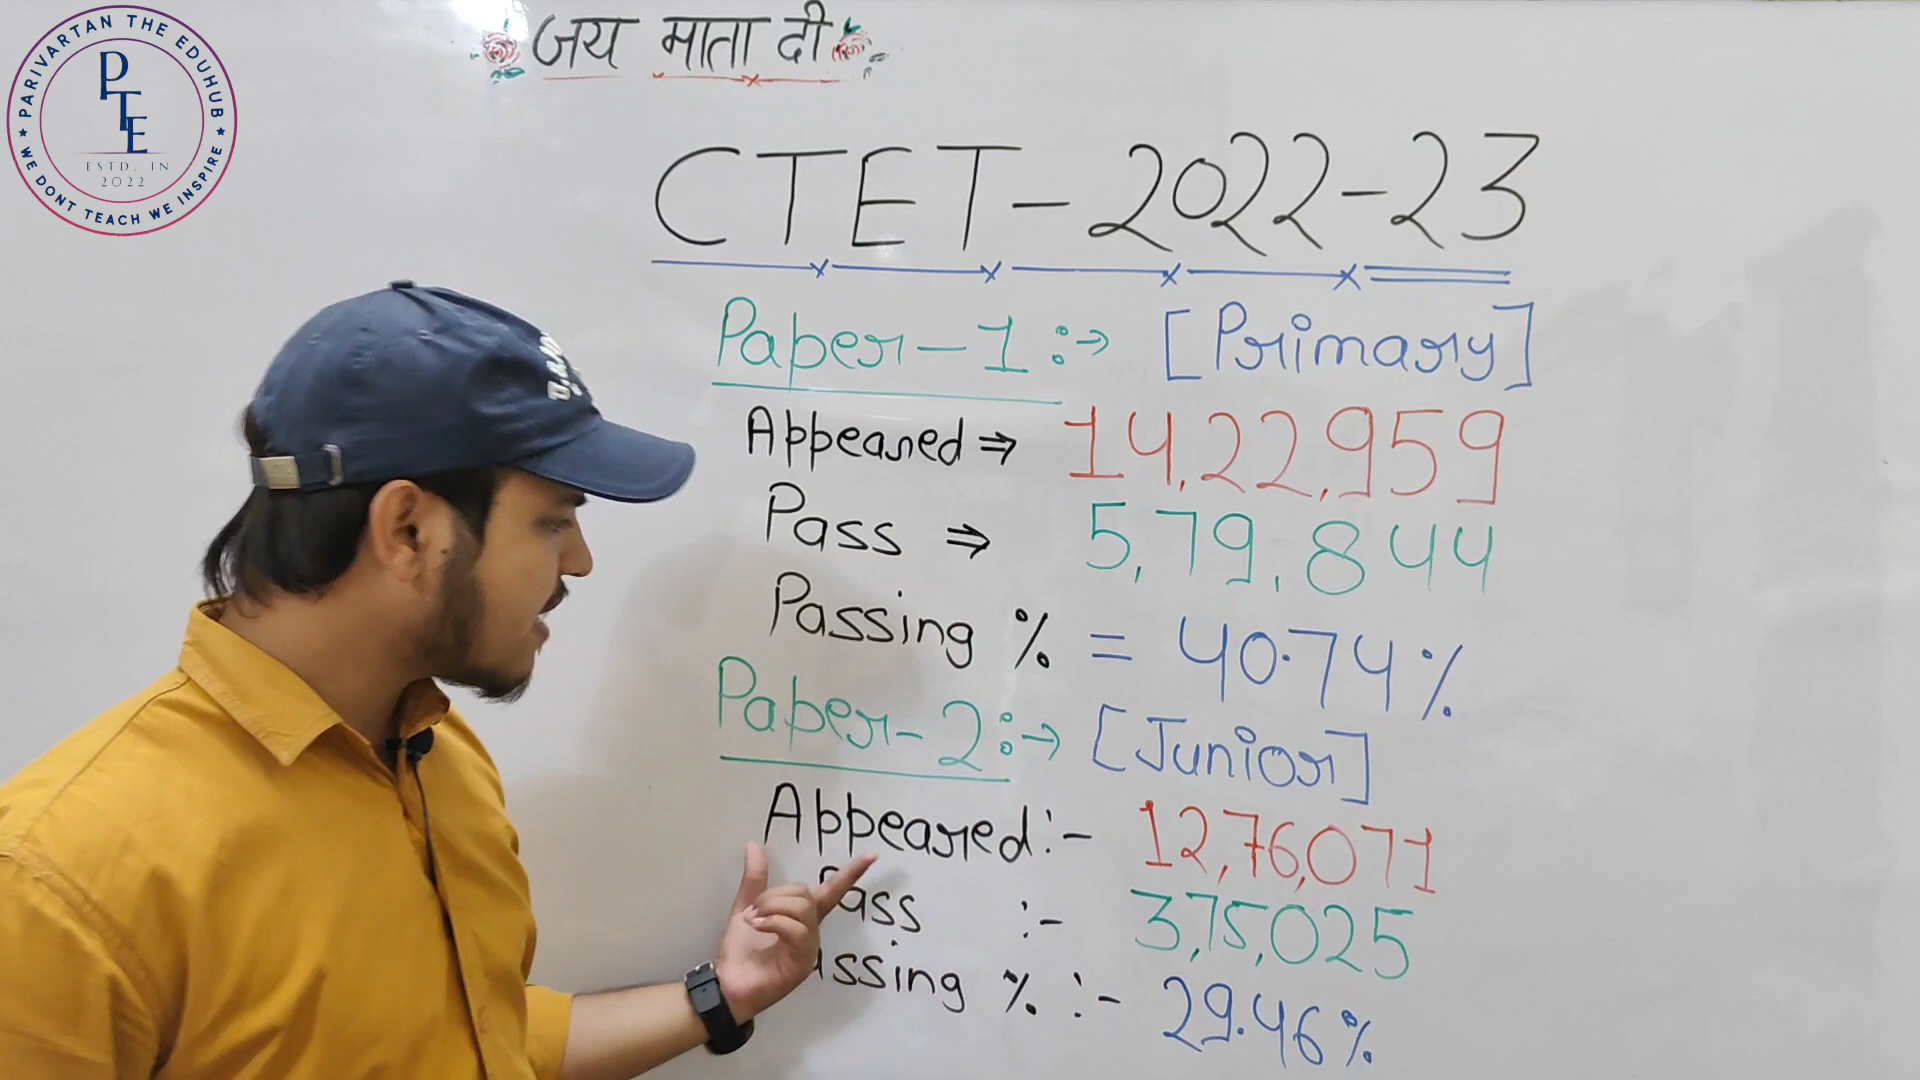 PARIVARTAN THE EDUHUB
PTE
ESTD. IN
2022
WE DONT TEACH WE INSPIRE
जय माता दी
CTET-2022-23
Paper-1:→ [Primary]
Appeared ⇒ 14,22,959
Pass ⇒ 5,79,844
Passing % = 40.74%
Paper-2:→ [Junior]
Appeared:- 12,76,071
Pass :- 3,75,025
assing %:- 29.46%